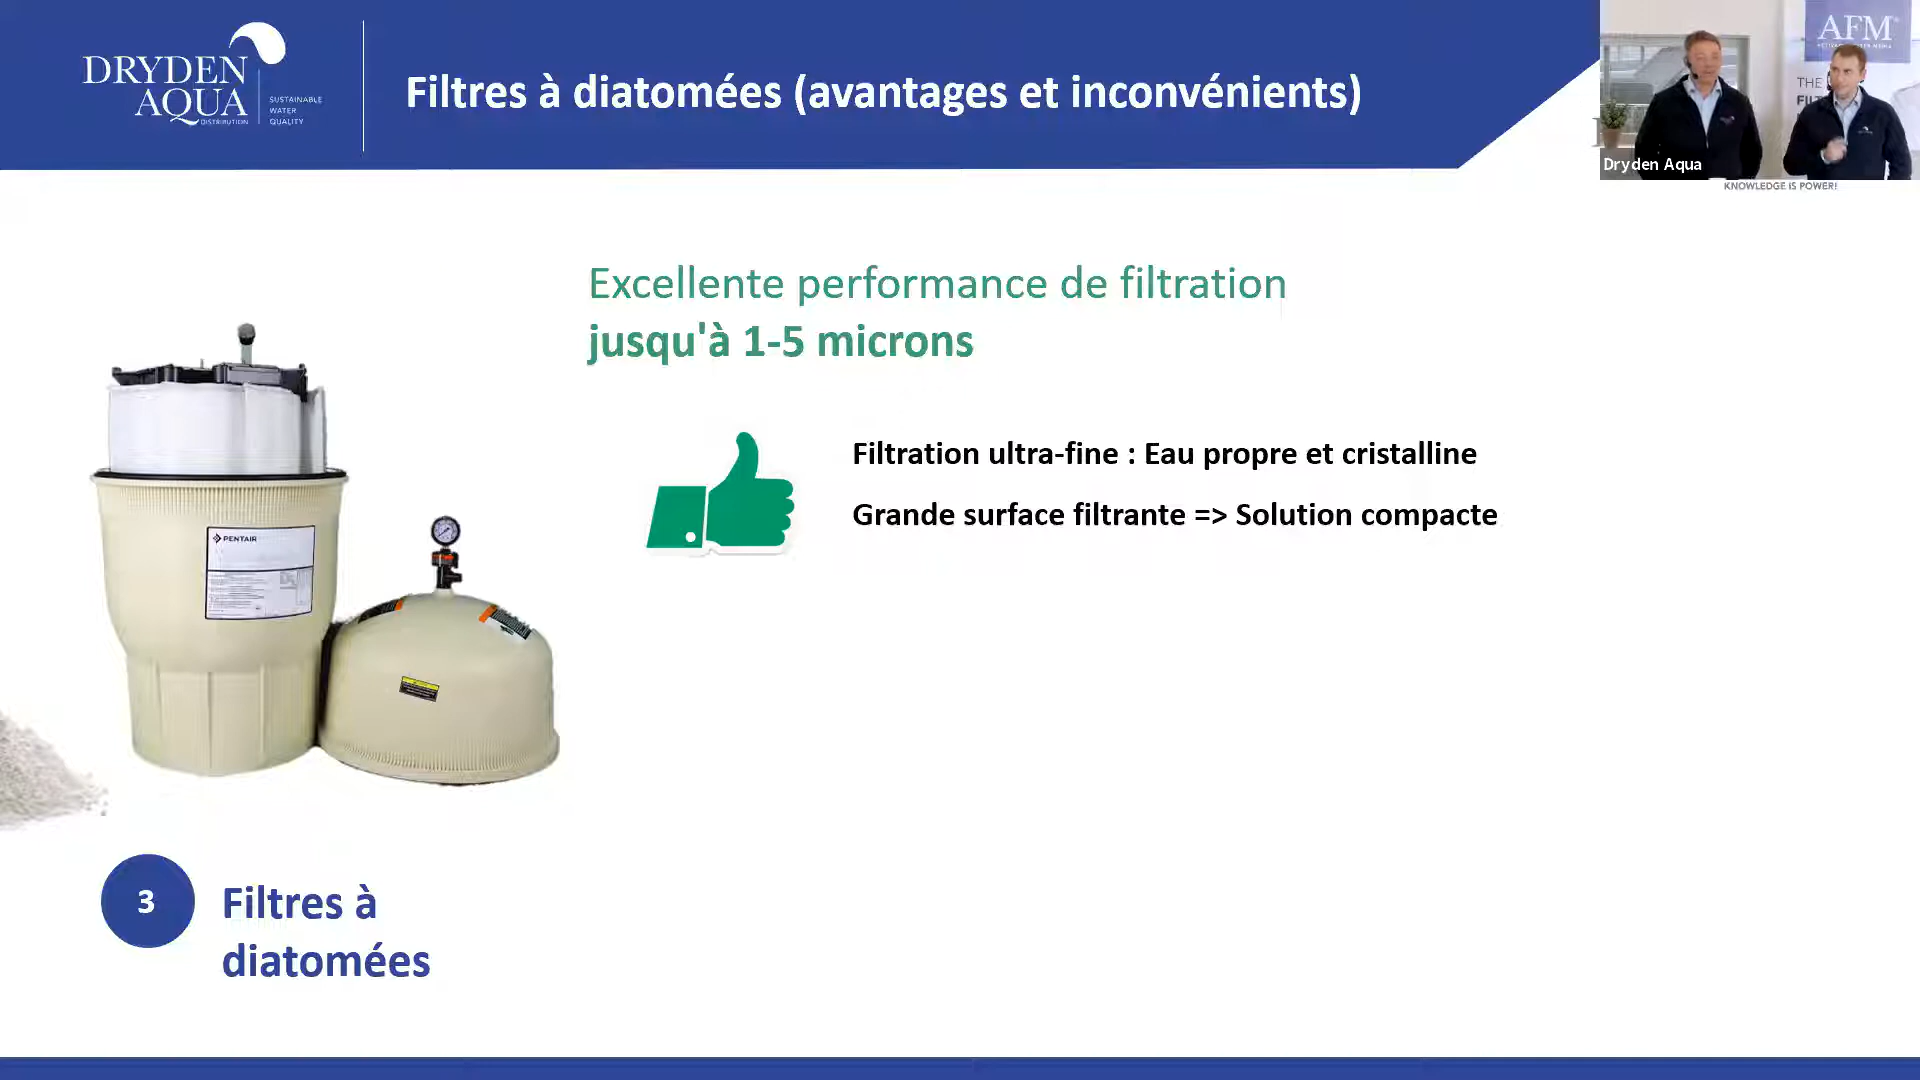 DRYDEN
AQUA
DISTRIBUTION
SUSTAINABLE
WATER
QUALITY
Filtres à diatomées (avantages et inconvénients)
AFM
THE
FIL
Dryden Aqua
KNOWLEDGE IS POWER!
Excellente performance de filtration
jusqu'à 1-5 microns
Filtration ultra-fine : Eau propre et cristalline
Grande surface filtrante => Solution compacte
PENTAIR
3
Filtres à
diatomées